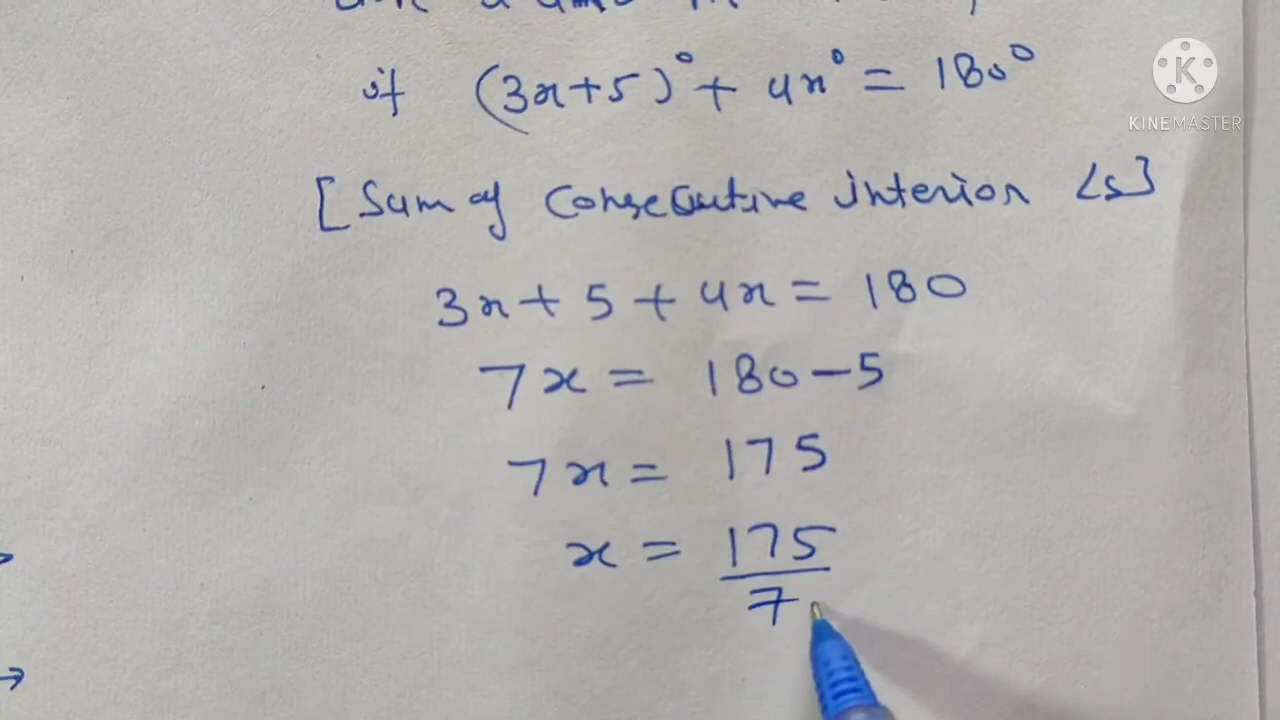 if (3x+5)° + 4x° = 180°
[Sum of Consecutive interior ∠s]
3x + 5 + 4x = 180
7x = 180 - 5
7x = 175
x = 175
7
KINEMASTER